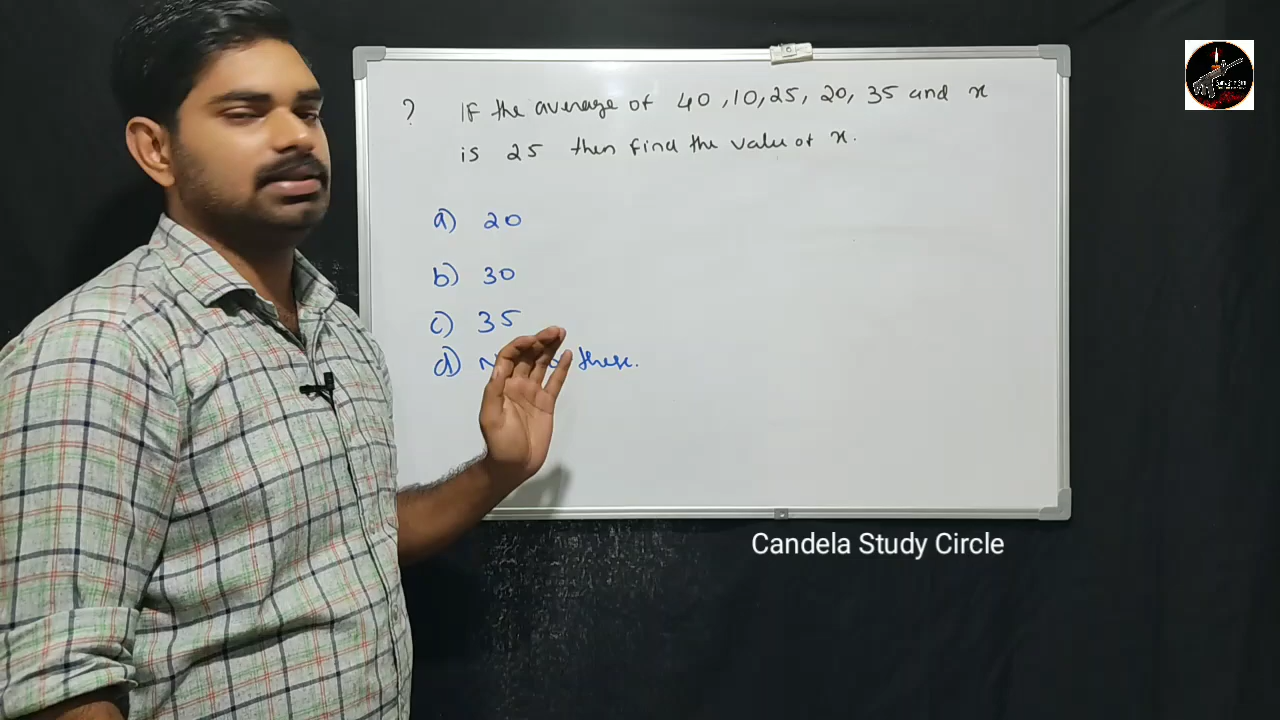 ? If the average of 40, 10, 25, 20, 35 and x
is 25 then find the value of x.
a) 20
b) 30
c) 35
d) these.
Candela Study Circle